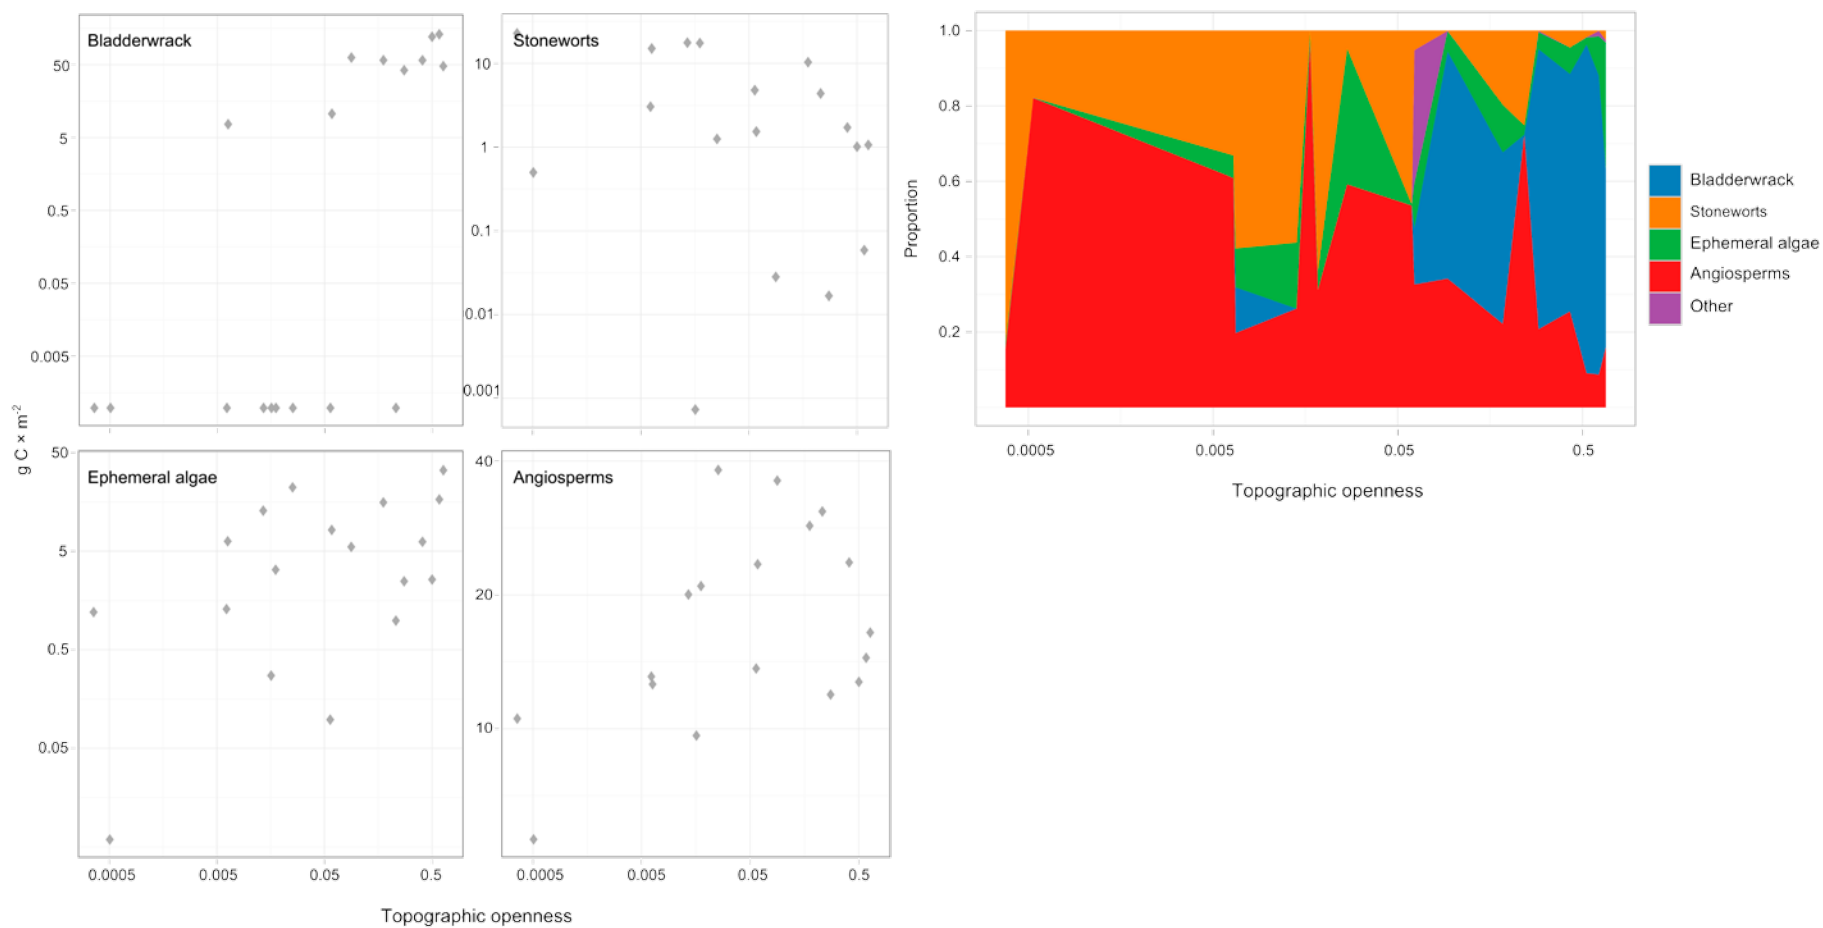 Bladderwrack
50
5
0.5
0.05
0.005
Stoneworts
10
1
0.1
0.01
0.001
g C × m⁻²
Ephemeral algae
50
5
0.5
0.05
0.0005 0.005 0.05 0.5
Angiosperms
40
20
10
0.0005 0.005 0.05 0.5
Topographic openness
Proportion
1.0
0.8
0.6
0.4
0.2
0.0005 0.005 0.05 0.5
Topographic openness
Bladderwrack
Stoneworts
Ephemeral algae
Angiosperms
Other